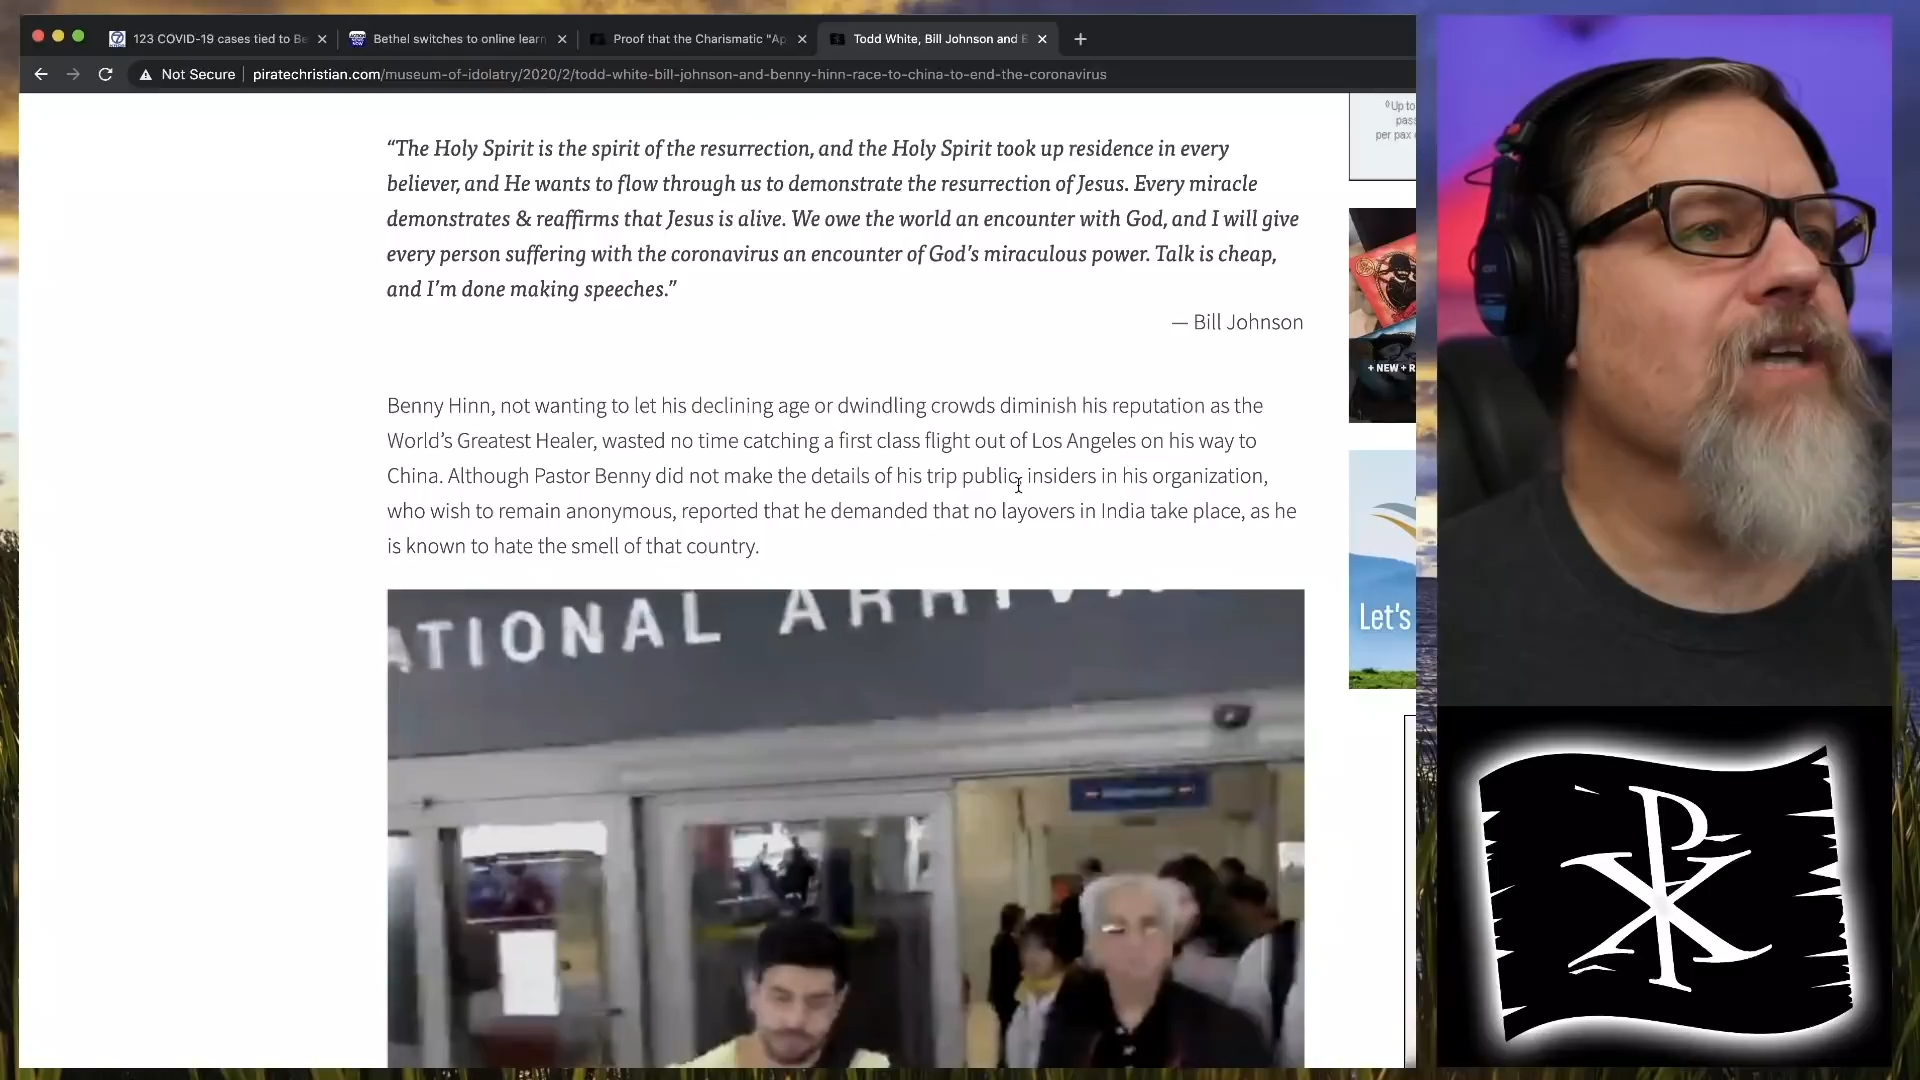 123 COVID-19 cases tied to Be
Bethel switches to online learn
Proof that the Charismatic "Ap
Todd White, Bill Johnson and B
Not Secure
piratechristian.com/museum-of-idolatry/2020/2/todd-white-bill-johnson-and-benny-hinn-race-to-china-to-end-the-coronavirus
◊Up to
pass
per pax
“The Holy Spirit is the spirit of the resurrection, and the Holy Spirit took up residence in every
believer, and He wants to flow through us to demonstrate the resurrection of Jesus. Every miracle
demonstrates & reaffirms that Jesus is alive. We owe the world an encounter with God, and I will give
every person suffering with the coronavirus an encounter of God’s miraculous power. Talk is cheap,
and I’m done making speeches.”
— Bill Johnson
+ NEW + R
Benny Hinn, not wanting to let his declining age or dwindling crowds diminish his reputation as the
World’s Greatest Healer, wasted no time catching a first class flight out of Los Angeles on his way to
China. Although Pastor Benny did not make the details of his trip public, insiders in his organization,
who wish to remain anonymous, reported that he demanded that no layovers in India take place, as he
is known to hate the smell of that country.
Let's
ATIONAL ARRIVA